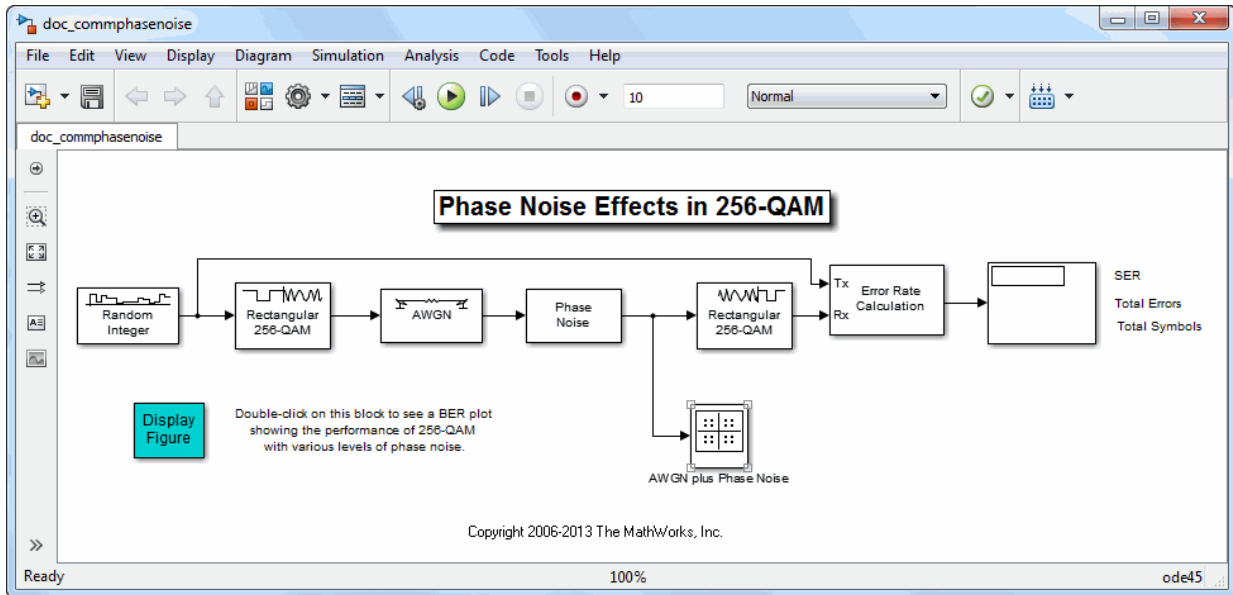 doc_commphasenoise
File Edit View Display Diagram Simulation Analysis Code Tools Help
10 Normal
doc_commphasenoise
Phase Noise Effects in 256-QAM
Random
Integer
Rectangular
256-QAM
AWGN
Phase
Noise
Rectangular
256-QAM
Tx
Rx
Error Rate
Calculation
SER
Total Errors
Total Symbols
Display
Figure
Double-click on this block to see a BER plot
showing the performance of 256-QAM
with various levels of phase noise.
AWGN plus Phase Noise
Copyright 2006-2013 The MathWorks, Inc.
Ready 100% ode45